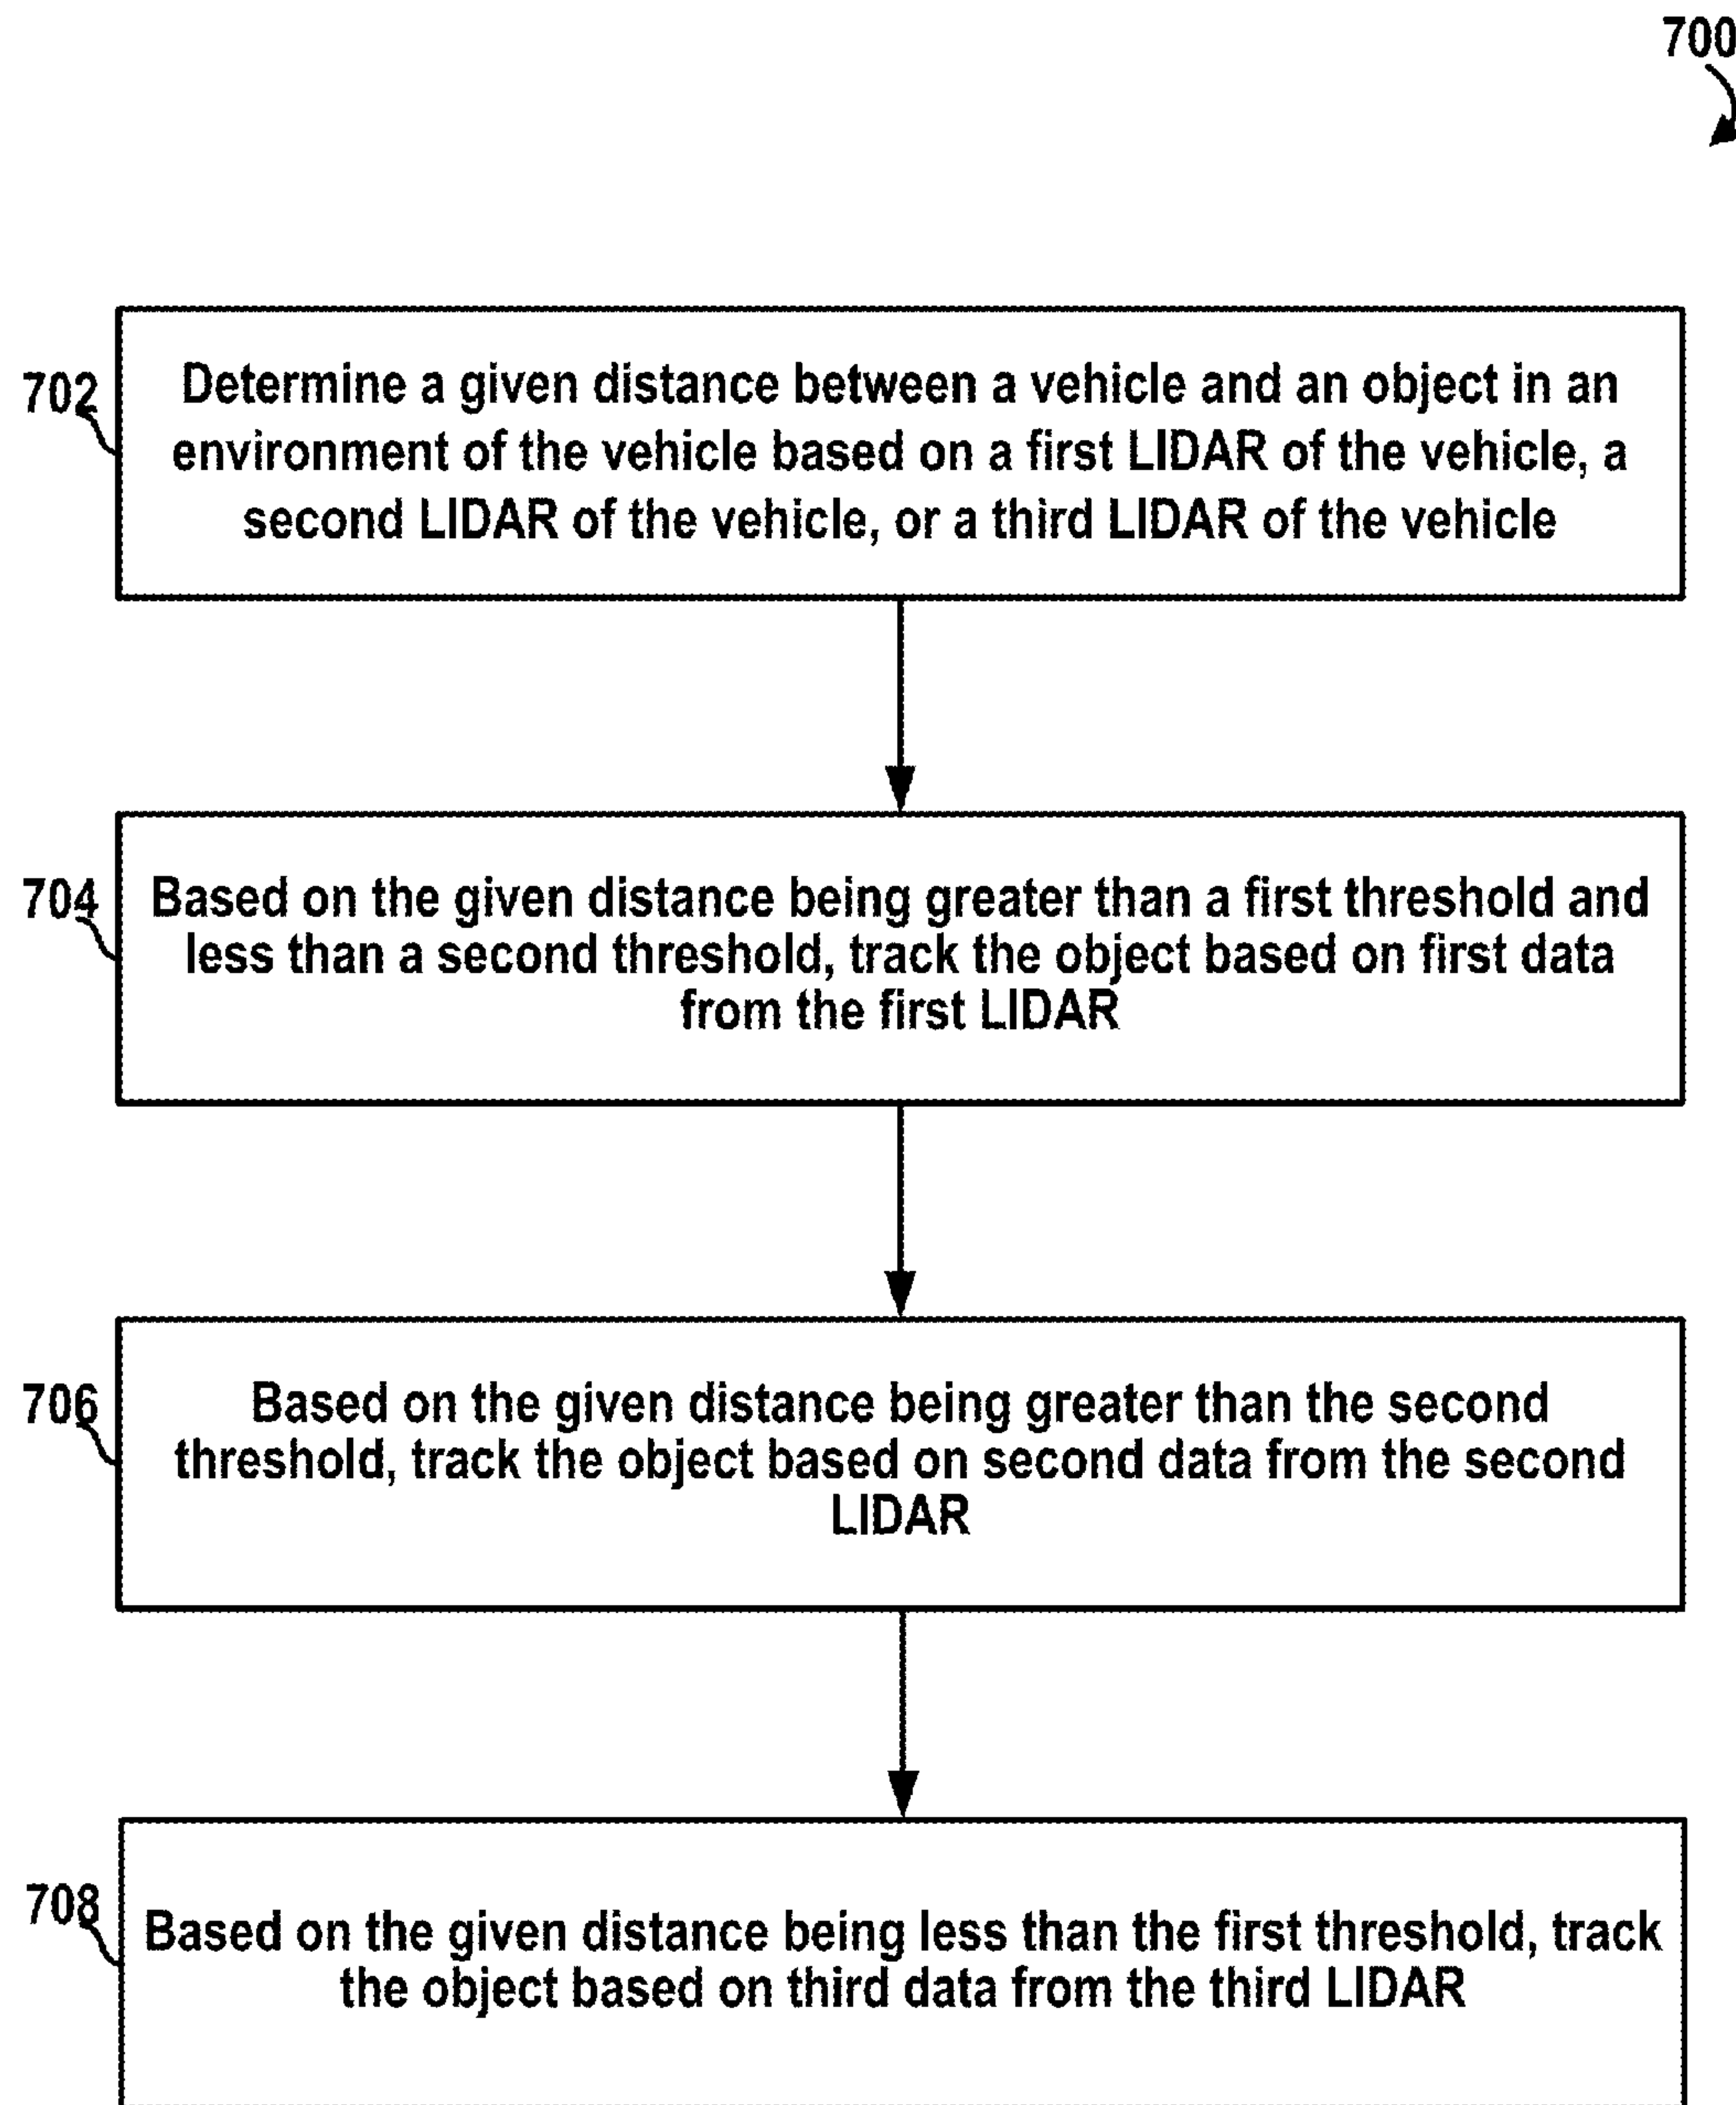 700
702
Determine a given distance between a vehicle and an object in an
environment of the vehicle based on a first LIDAR of the vehicle, a
second LIDAR of the vehicle, or a third LIDAR of the vehicle
704
Based on the given distance being greater than a first threshold and
less than a second threshold, track the object based on first data
from the first LIDAR
706
Based on the given distance being greater than the second
threshold, track the object based on second data from the second
LIDAR
708
Based on the given distance being less than the first threshold, track
the object based on third data from the third LIDAR